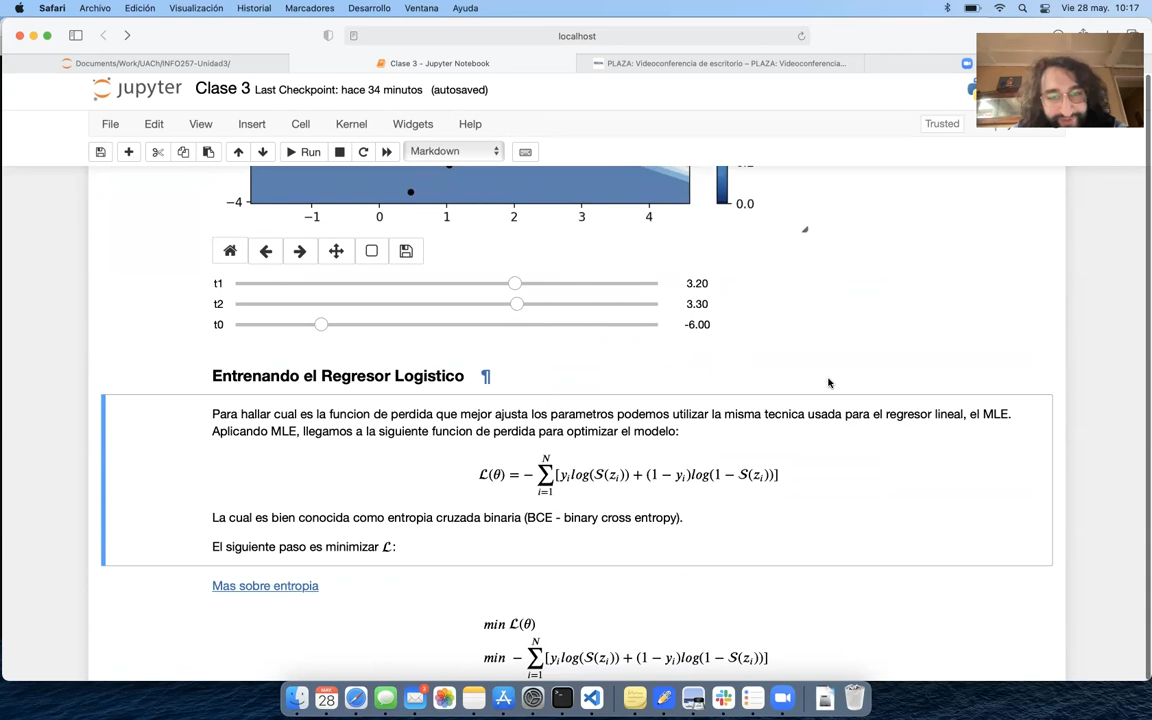 Safari Archivo Edición Visualización Historial Marcadores Desarrollo Ventana Ayuda Vie 28 may. 10:17
localhost
Documents/Work/UACh/INFO257-Unidad3/ Clase 3 - Jupyter Notebook PLAZA: Videoconferencia de escritorio – PLAZA: Videoconferencia...
jupyter Clase 3 Last Checkpoint: hace 34 minutos (autosaved)
File Edit View Insert Cell Kernel Widgets Help Trusted
Run Markdown
−4 0.0
−1 0 1 2 3 4
t1 3.20
t2 3.30
t0 -6.00
Entrenando el Regresor Logistico ¶
Para hallar cual es la funcion de perdida que mejor ajusta los parametros podemos utilizar la misma tecnica usada para el regresor lineal, el MLE.
Aplicando MLE, llegamos a la siguiente funcion de perdida para optimizar el modelo:
ℒ(θ) = − ∑_{i=1}^{N} [y_i log(S(z_i)) + (1 − y_i)log(1 − S(z_i))]
La cual es bien conocida como entropia cruzada binaria (BCE - binary cross entropy).
El siguiente paso es minimizar ℒ:
Mas sobre entropia
min ℒ(θ)
min − ∑_{i=1}^{N} [y_i log(S(z_i)) + (1 − y_i)log(1 − S(z_i))]
MAY.
28
3